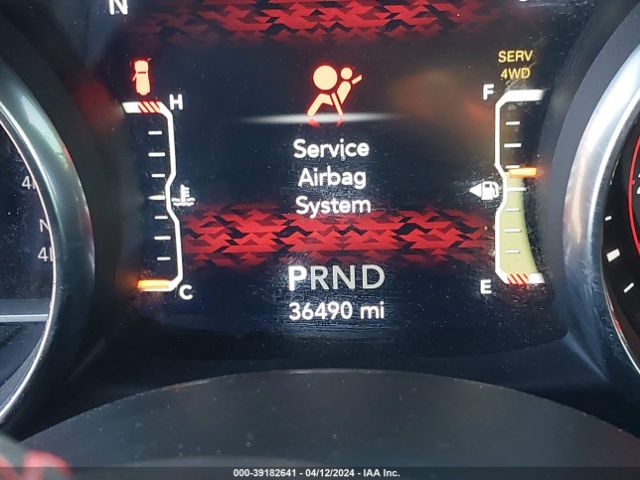 N
SERV
4WD
H
F
Service
Airbag
System
PRND
C
E
36490 mi
000-39182641 - 04/12/2024 - IAA Inc.